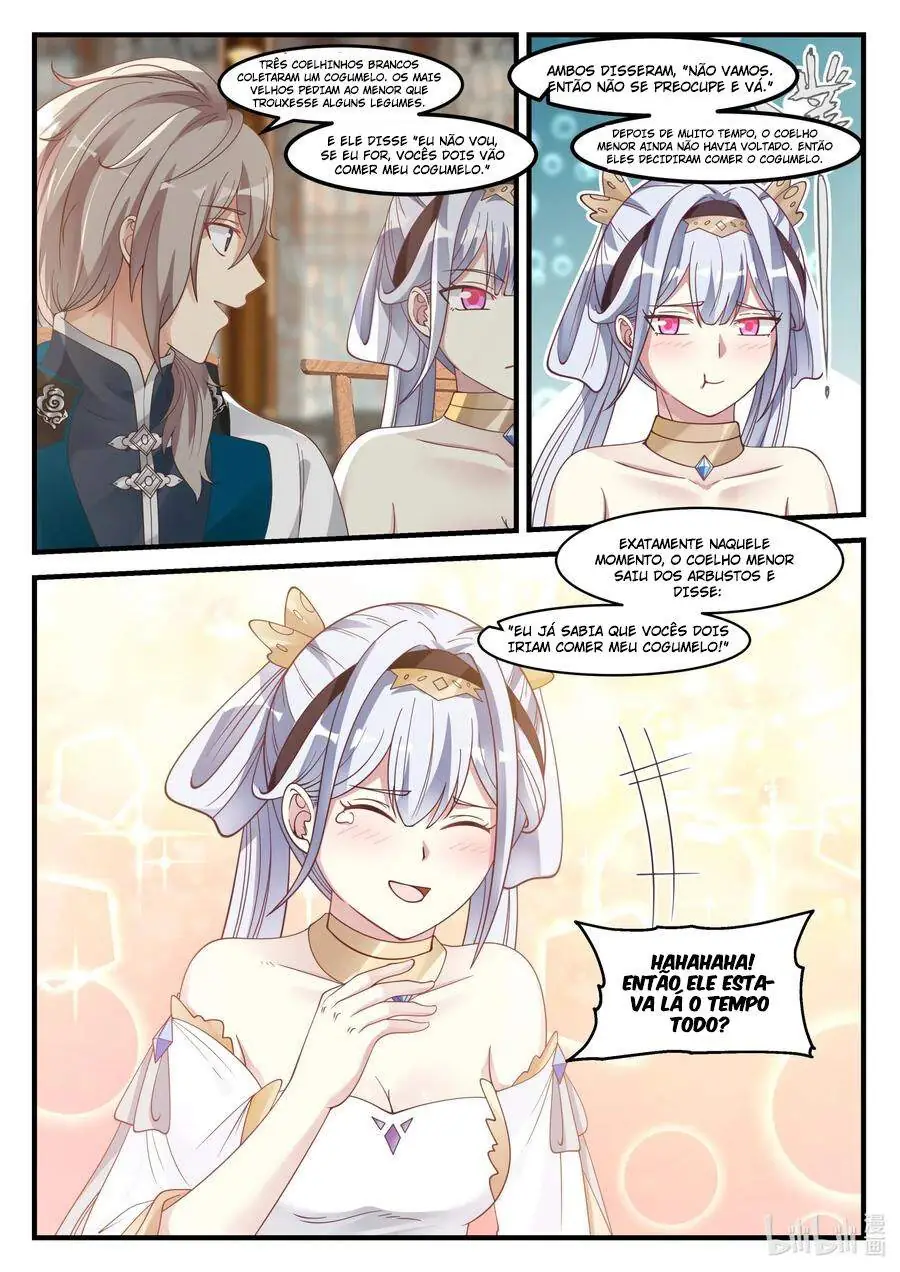 TRÊS COELHINHOS BRANCOS
COLETARAM UM COGUMELO. OS MAIS
VELHOS PEDIAM AO MENOR QUE
TROUXESSE ALGUNS LEGUMES.
E ELE DISSE "EU NÃO VOU,
SE EU FOR, VOCÊS DOIS VÃO
COMER MEU COGUMELO."
AMBOS DISSERAM, "NÃO VAMOS.
ENTÃO NÃO SE PREOCUPE E VÁ."
DEPOIS DE MUITO TEMPO, O COELHO
MENOR AINDA NÃO HAVIA VOLTADO. ENTÃO
ELES DECIDIRAM COMER O COGUMELO.
EXATAMENTE NAQUELE
MOMENTO, O COELHO MENOR
SAIU DOS ARBUSTOS E
DISSE:
"EU JÁ SABIA QUE VOCÊS DOIS
IRIAM COMER MEU COGUMELO!"
HAHAHAHA!
ENTÃO ELE ESTA-
VA LÁ O TEMPO
TODO?
bilibili 漫画